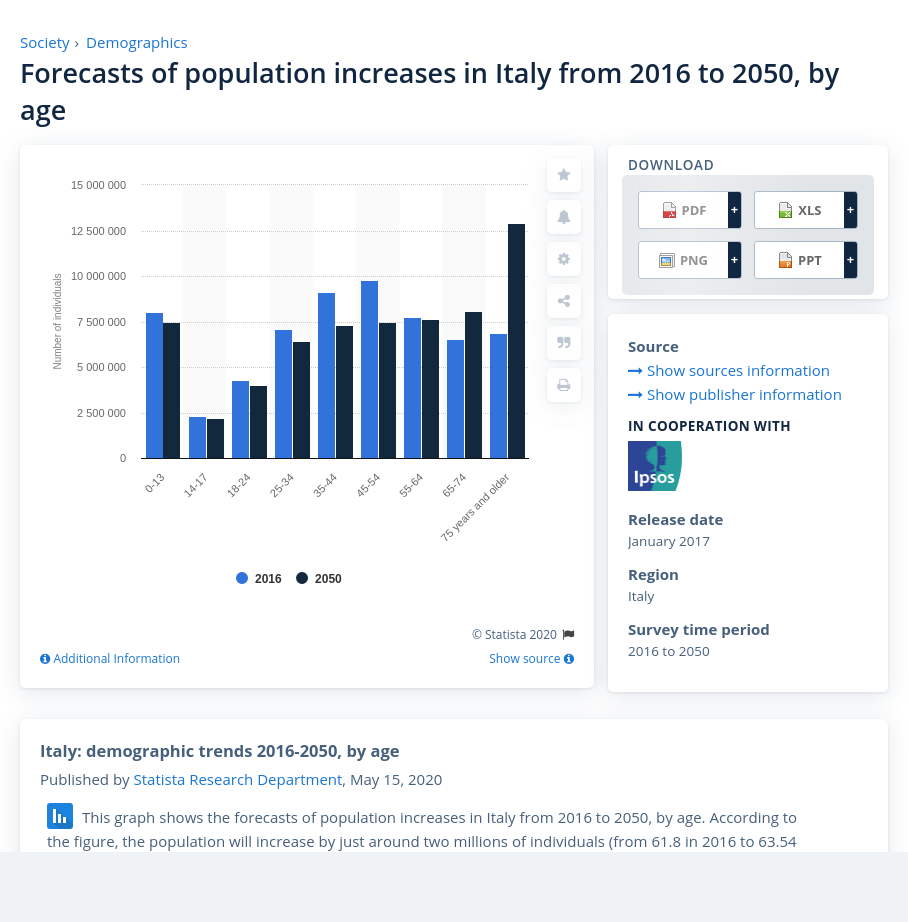 Society › Demographics
Forecasts of population increases in Italy from 2016 to 2050, by
age
15 000 000
12 500 000
10 000 000
7 500 000
5 000 000
2 500 000
0
Number of individuals
0-13
14-17
18-24
25-34
35-44
45-54
55-64
65-74
75 years and older
2016 2050
© Statista 2020
Additional Information
Show source
DOWNLOAD
PDF +
XLS +
PNG +
PPT +
Source
Show sources information
Show publisher information
IN COOPERATION WITH
Ipsos
Release date
January 2017
Region
Italy
Survey time period
2016 to 2050
Italy: demographic trends 2016-2050, by age
Published by Statista Research Department, May 15, 2020
This graph shows the forecasts of population increases in Italy from 2016 to 2050, by age. According to
the figure, the population will increase by just around two millions of individuals (from 61.8 in 2016 to 63.54